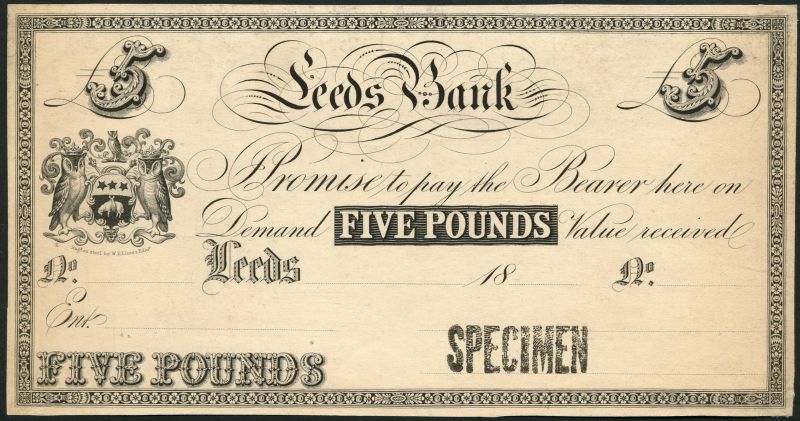 £5 Leeds Bank £5
I Promise to pay the Bearer here on
Demand FIVE POUNDS Value received
No. Leeds 18 No.
Ent.
FIVE POUNDS
SPECIMEN